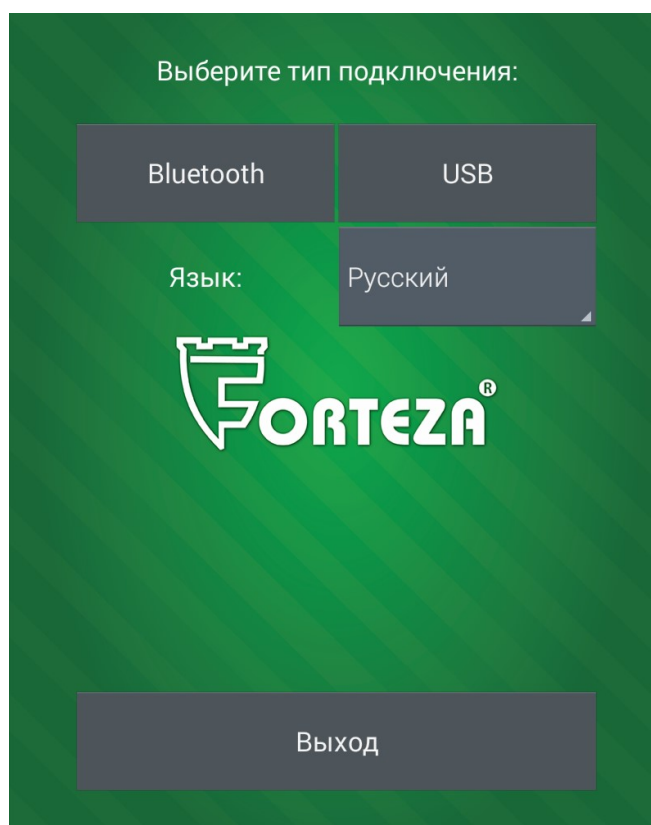 Выберите тип подключения:
Bluetooth USB
Язык: Русский
FORTEZA®
Выход